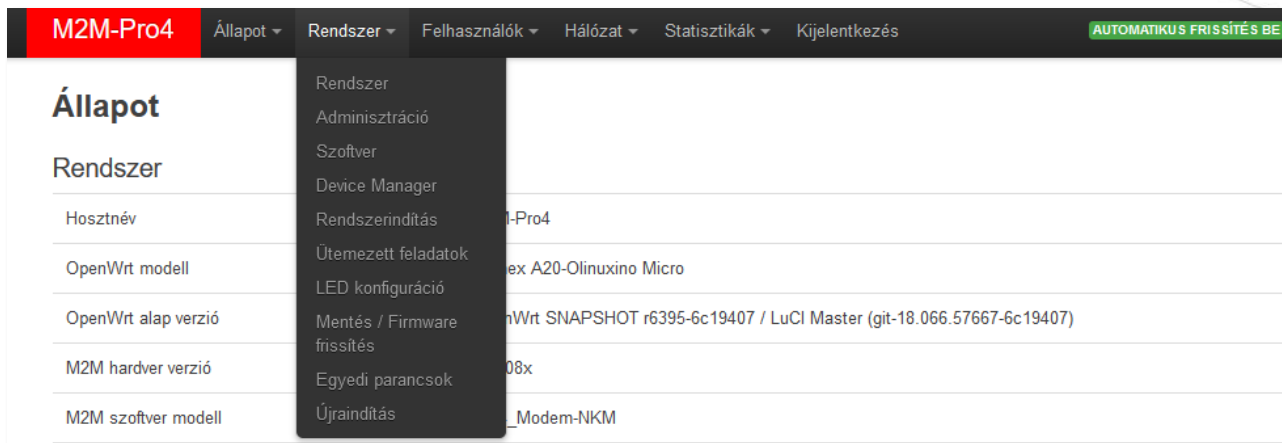 M2M-Pro4 Állapot Rendszer Felhasználók Hálózat Statisztikák Kijelentkezés AUTOMATIKUS FRISSÍTÉS BE
Rendszer
Adminisztráció
Szoftver
Device Manager
Rendszerindítás
Ütemezett feladatok
LED konfiguráció
Mentés / Firmware
frissítés
Egyedi parancsok
Újraindítás
Állapot
Rendszer
Hosztnév -Pro4
OpenWrt modell ex A20-Olinuxino Micro
OpenWrt alap verzió Wrt SNAPSHOT r6395-6c19407 / LuCI Master (git-18.066.57667-6c19407)
M2M hardver verzió 08x
M2M szoftver modell _Modem-NKM